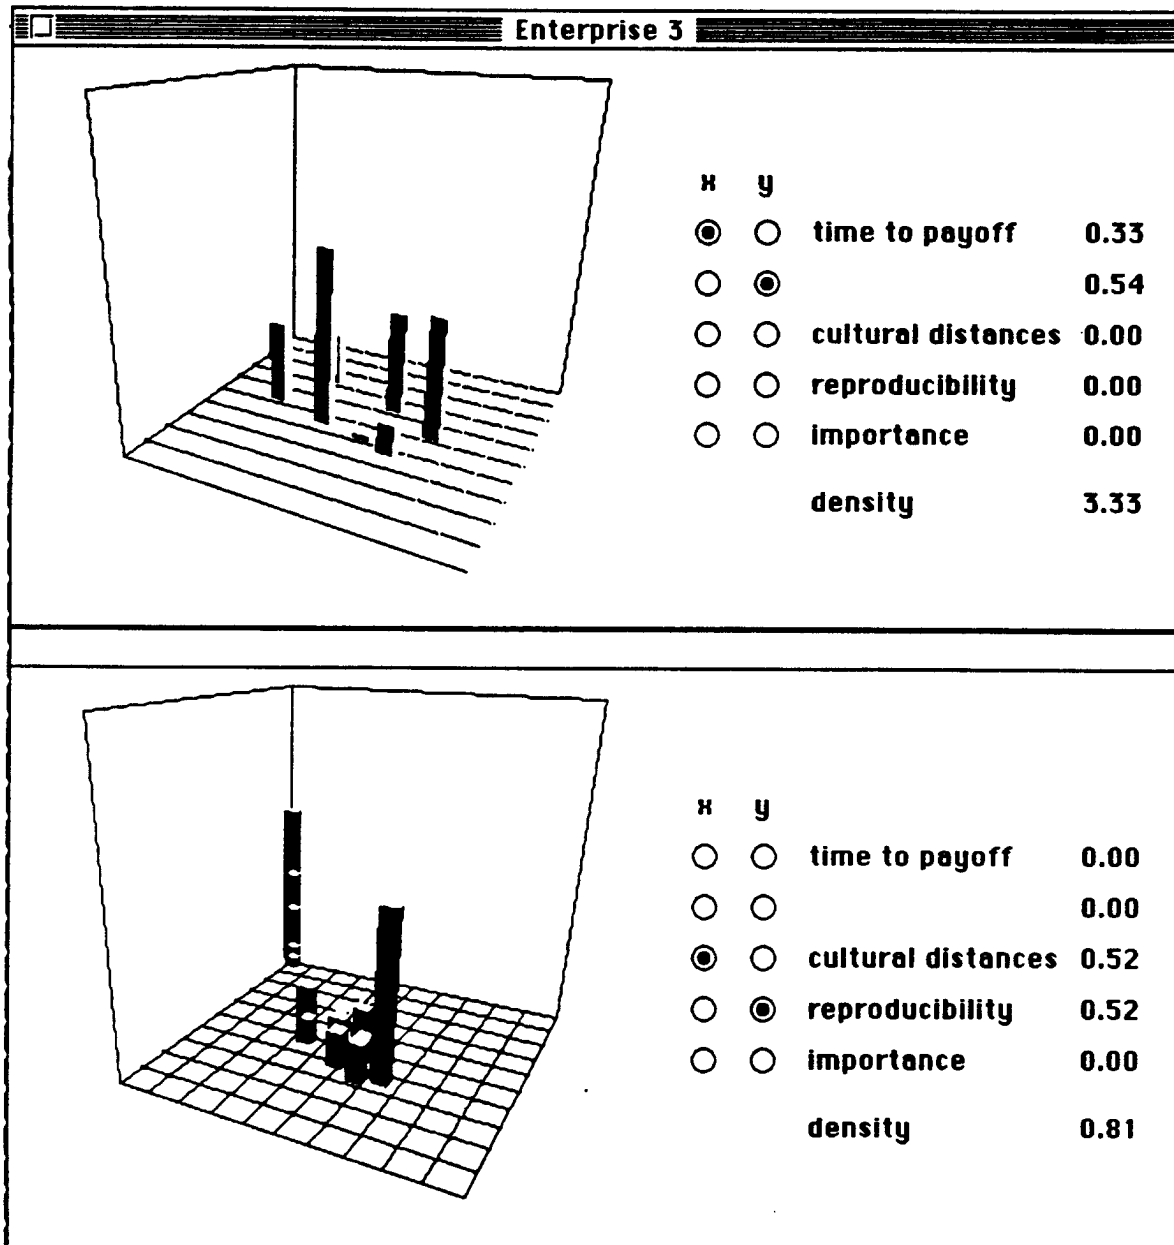 Enterprise 3
x y
time to payoff 0.33
0.54
cultural distances 0.00
reproducibility 0.00
importance 0.00
density 3.33
x y
time to payoff 0.00
0.00
cultural distances 0.52
reproducibility 0.52
importance 0.00
density 0.81